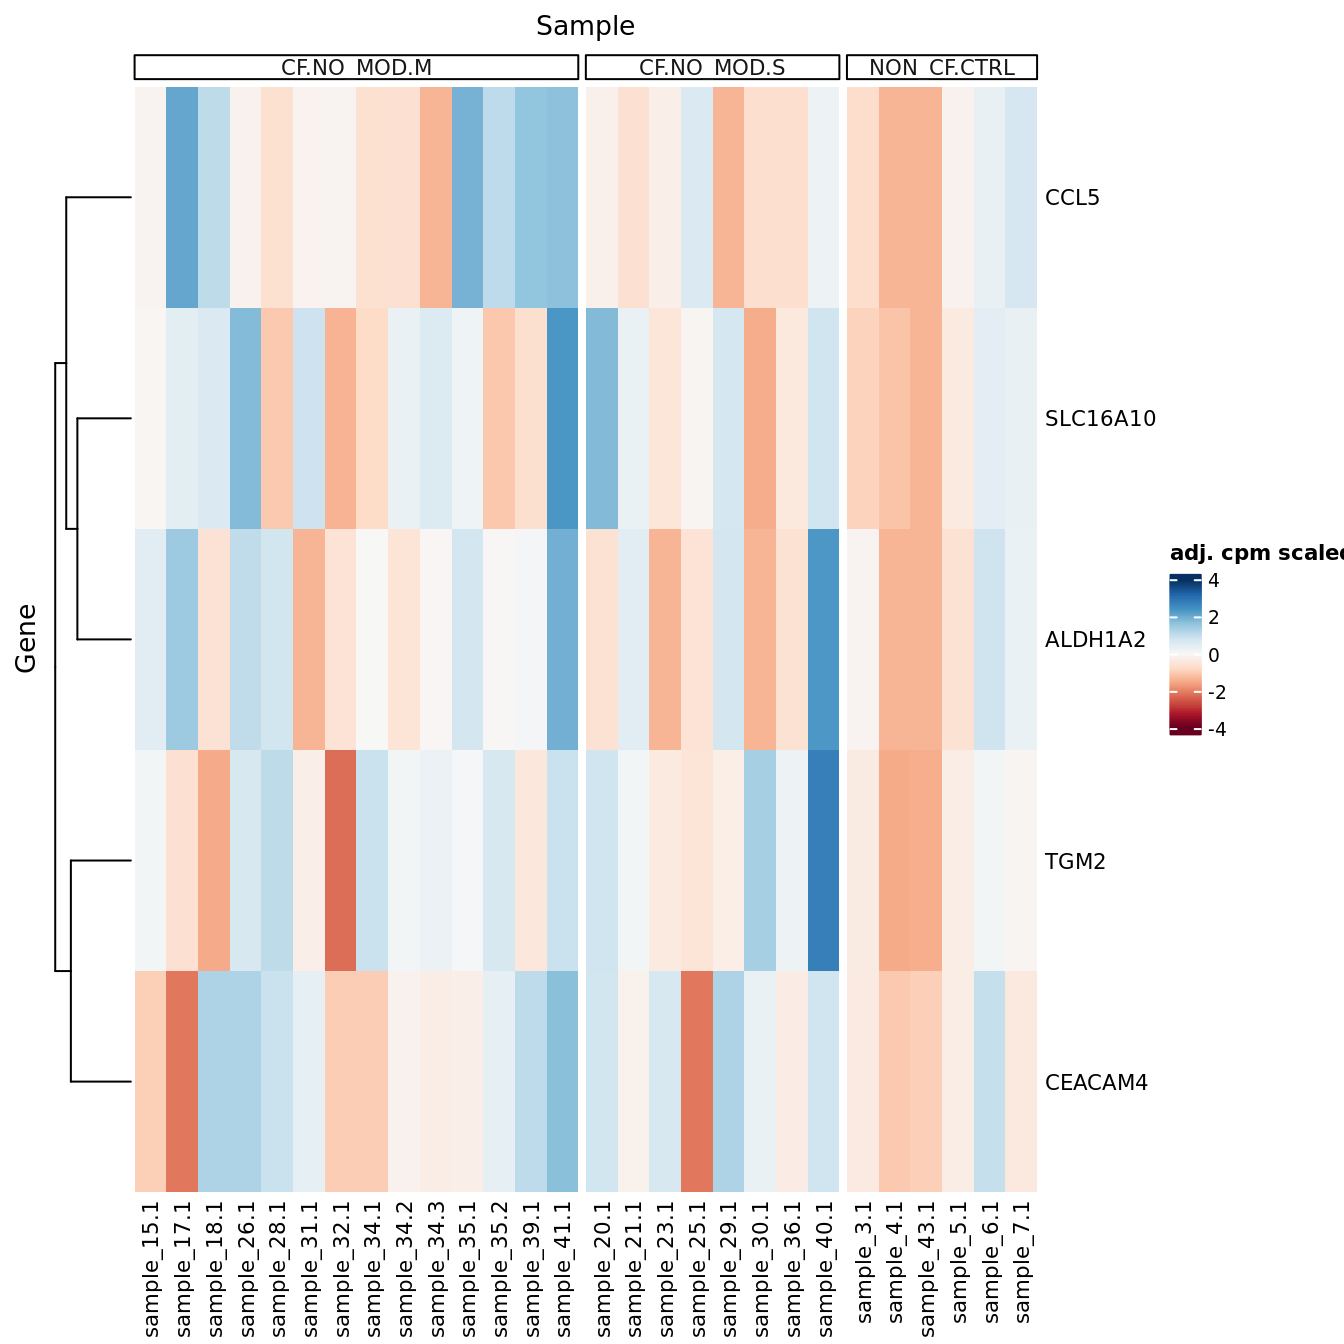 Sample
CF.NO_MOD.M CF.NO_MOD.S NON_CF.CTRL
CCL5
SLC16A10
ALDH1A2
TGM2
CEACAM4
Gene
adj. cpm scaled
4
2
0
-2
-4
sample_15.1
sample_17.1
sample_18.1
sample_26.1
sample_28.1
sample_31.1
sample_32.1
sample_34.1
sample_34.2
sample_34.3
sample_35.1
sample_35.2
sample_39.1
sample_41.1
sample_20.1
sample_21.1
sample_23.1
sample_25.1
sample_29.1
sample_30.1
sample_36.1
sample_40.1
sample_3.1
sample_4.1
sample_43.1
sample_5.1
sample_6.1
sample_7.1